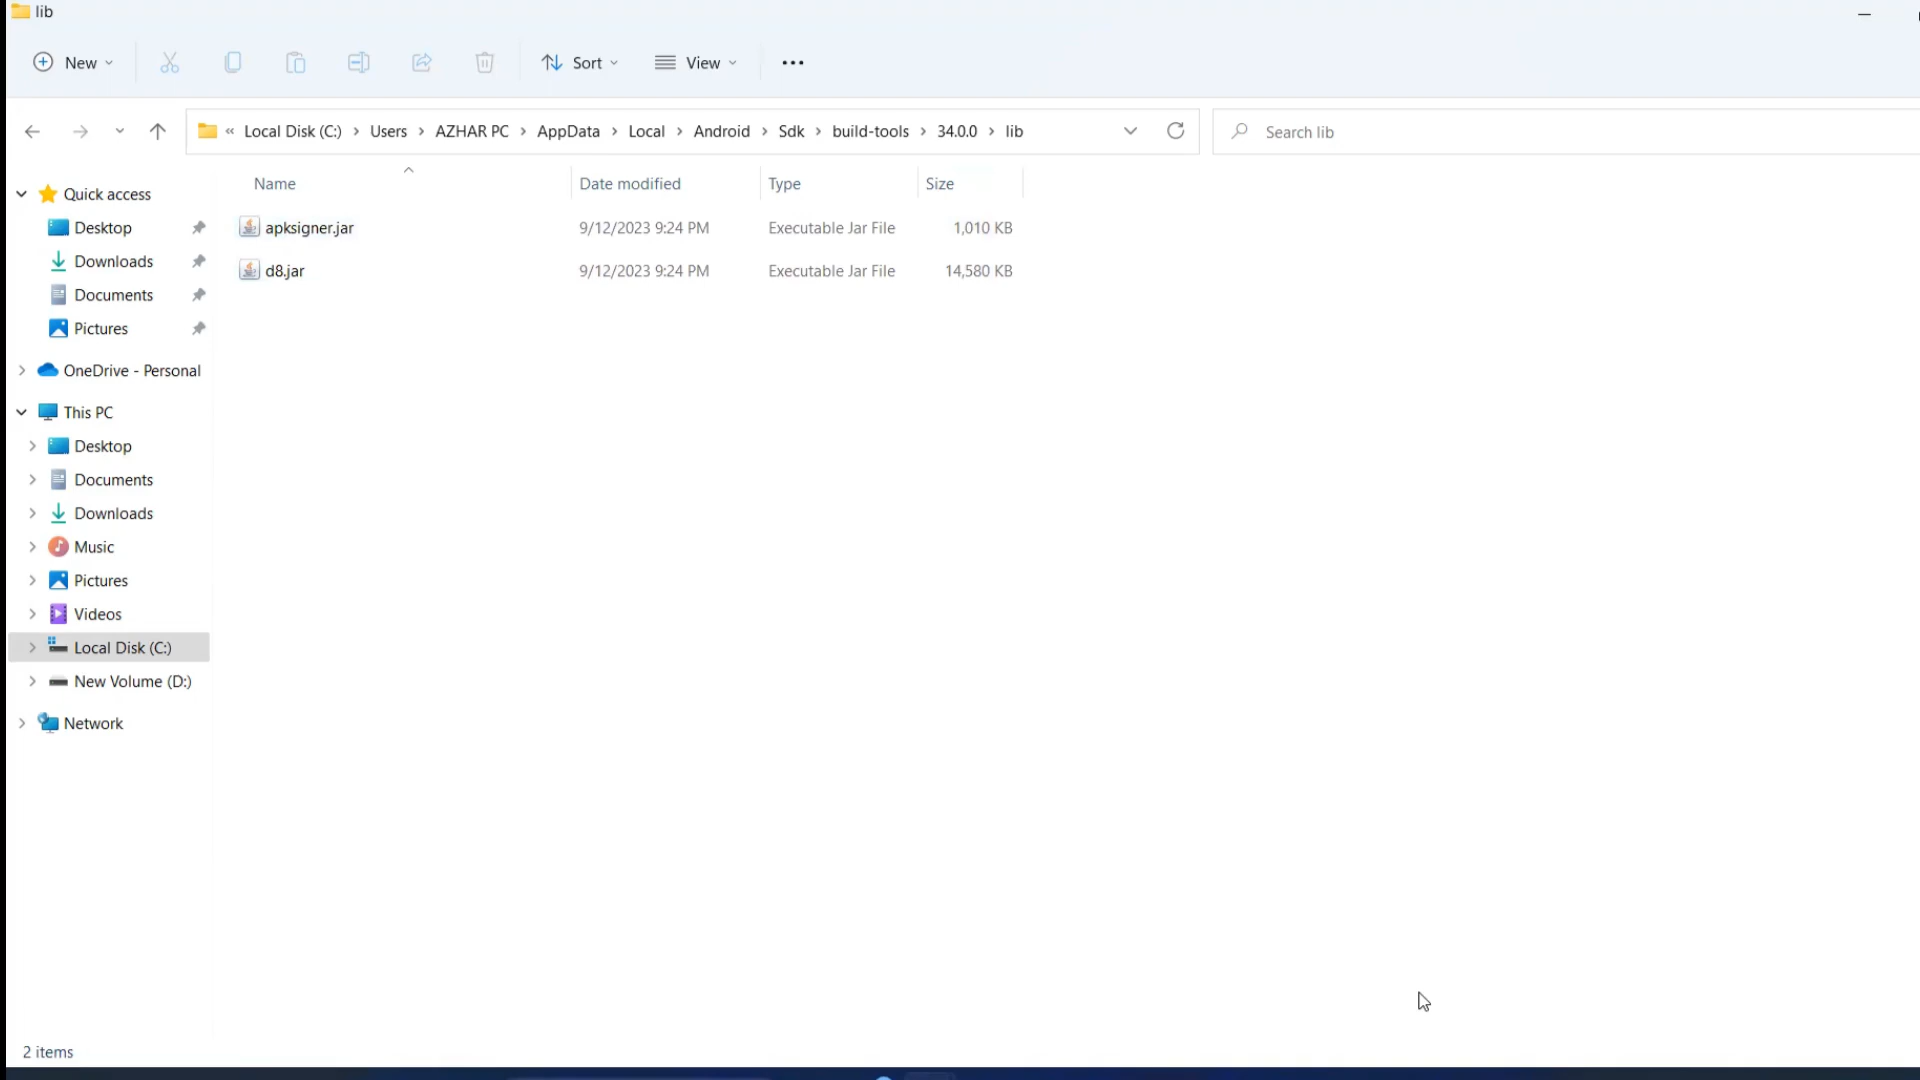 lib
New Sort View
« Local Disk (C:) › Users › AZHAR PC › AppData › Local › Android › Sdk › build-tools › 34.0.0 › lib
Search lib
Name Date modified Type Size
apksigner.jar 9/12/2023 9:24 PM Executable Jar File 1,010 KB
d8.jar 9/12/2023 9:24 PM Executable Jar File 14,580 KB
Quick access
Desktop
Downloads
Documents
Pictures
OneDrive - Personal
This PC
Desktop
Documents
Downloads
Music
Pictures
Videos
Local Disk (C:)
New Volume (D:)
Network
2 items